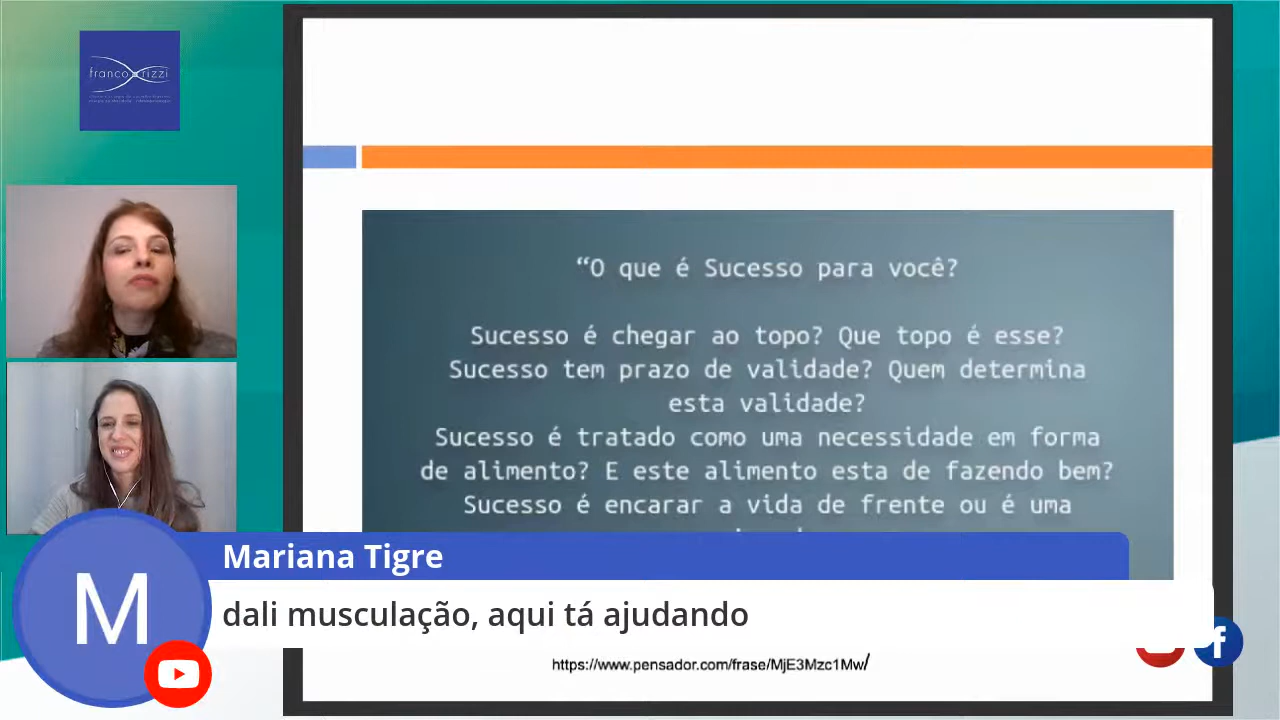 franco rizzi
“O que é Sucesso para você?
Sucesso é chegar ao topo? Que topo é esse?
Sucesso tem prazo de validade? Quem determina
esta validade?
Sucesso é tratado como uma necessidade em forma
de alimento? E este alimento esta de fazendo bem?
Sucesso é encarar a vida de frente ou é uma
Mariana Tigre
M
dali musculação, aqui tá ajudando
https://www.pensador.com/frase/MjE3Mzc1Mw/